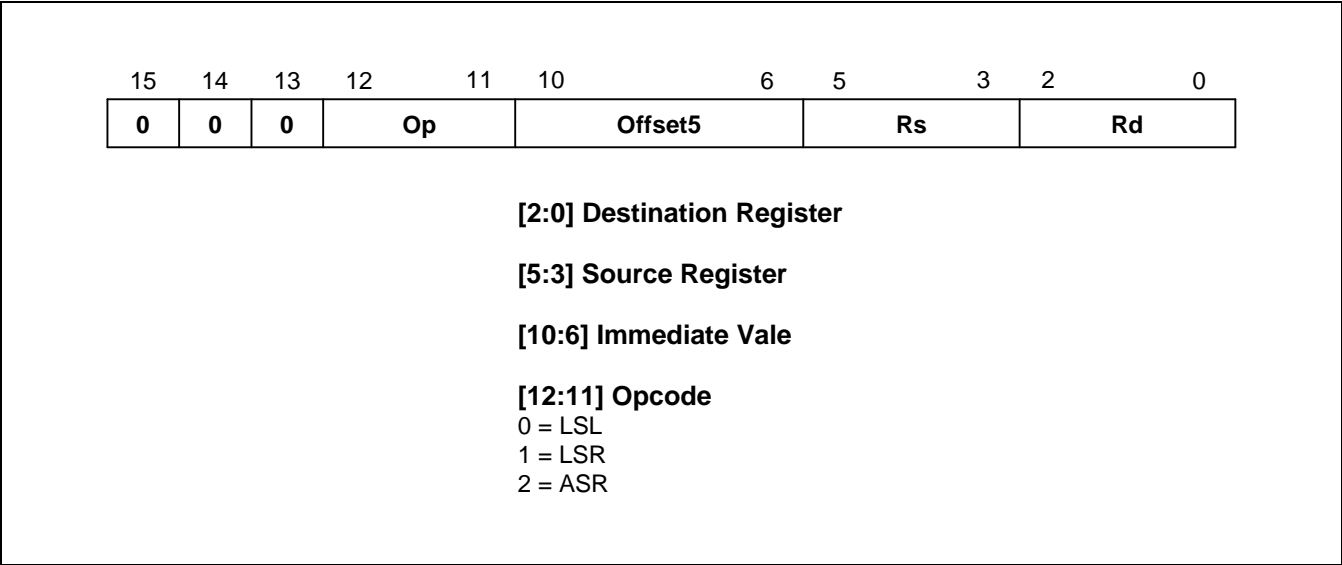 15 14 13 12 11 10 6 5 3 2 0
0 0 0 Op Offset5 Rs Rd
[2:0] Destination Register
[5:3] Source Register
[10:6] Immediate Vale
[12:11] Opcode
0 = LSL
1 = LSR
2 = ASR